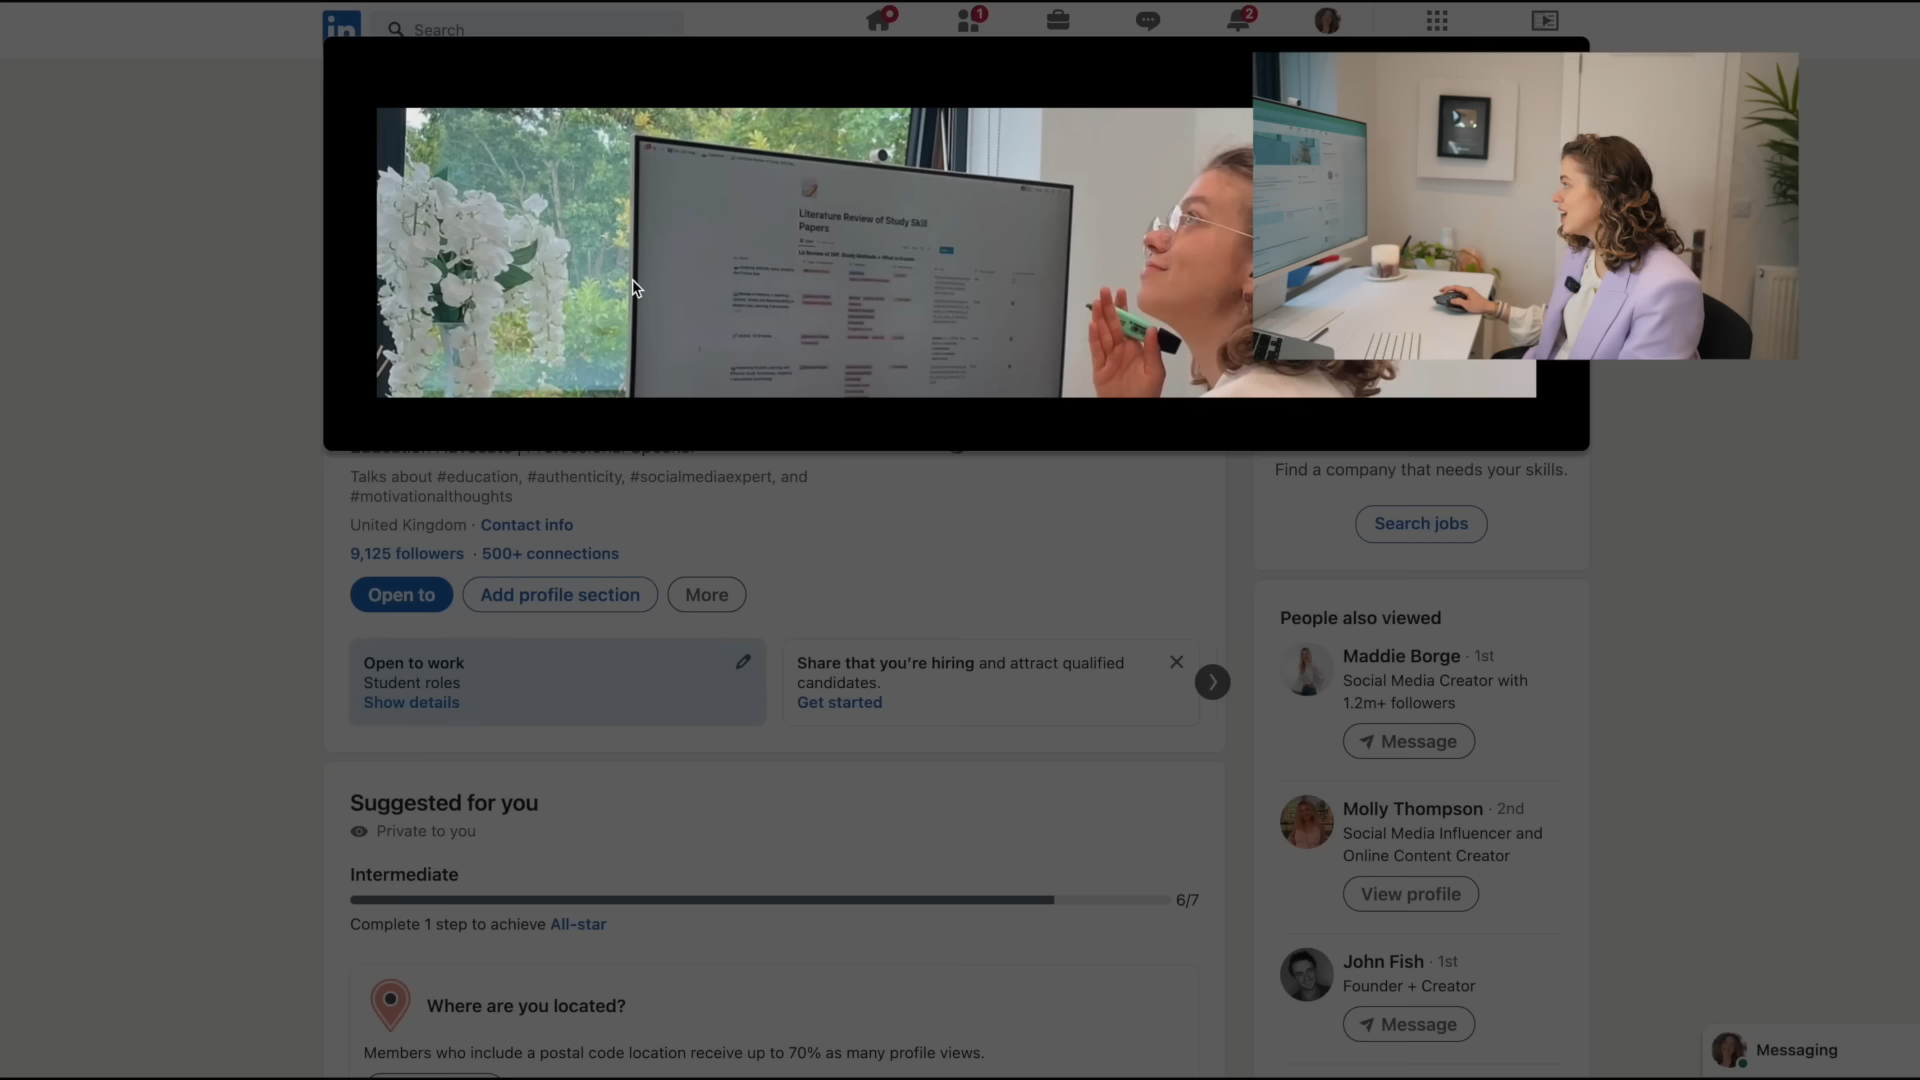 in
Search
1
2
Literature Review of Study Skill
Papers
Talks about #education, #authenticity, #socialmediaexpert, and
#motivationalthoughts
United Kingdom · Contact info
9,125 followers · 500+ connections
Open to
Add profile section
More
Open to work
Student roles
Show details
Share that you're hiring and attract qualified
candidates.
Get started
Suggested for you
Private to you
Intermediate
6/7
Complete 1 step to achieve All-star
Where are you located?
Members who include a postal code location receive up to 70% as many profile views.
Find a company that needs your skills.
Search jobs
People also viewed
Maddie Borge · 1st
Social Media Creator with
1.2m+ followers
Message
Molly Thompson · 2nd
Social Media Influencer and
Online Content Creator
View profile
John Fish · 1st
Founder + Creator
Message
Messaging